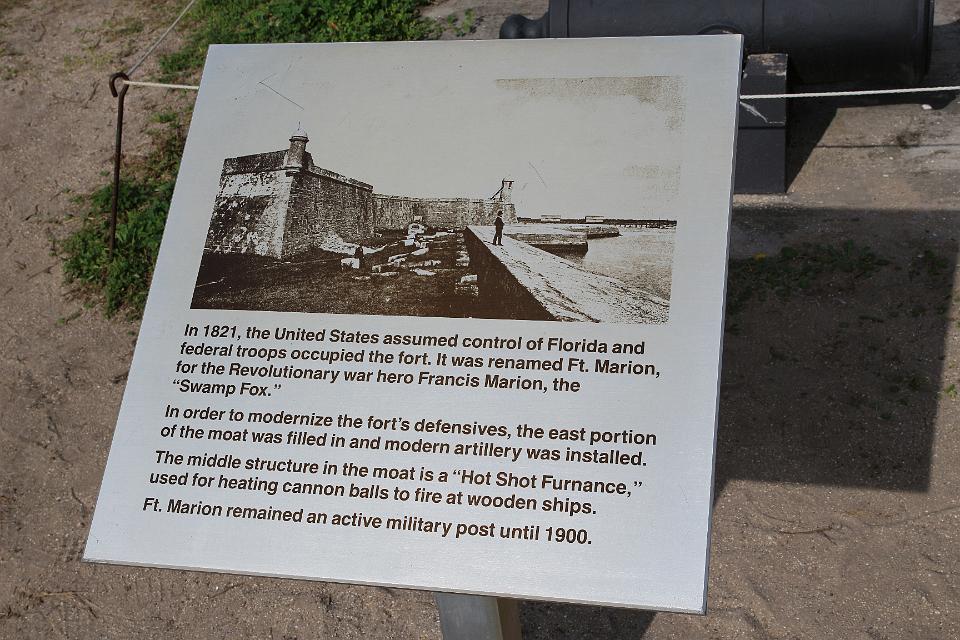 In 1821, the United States assumed control of Florida and
federal troops occupied the fort. It was renamed Ft. Marion,
for the Revolutionary war hero Francis Marion, the
“Swamp Fox.”
In order to modernize the fort’s defensives, the east portion
of the moat was filled in and modern artillery was installed.
The middle structure in the moat is a “Hot Shot Furnance,”
used for heating cannon balls to fire at wooden ships.
Ft. Marion remained an active military post until 1900.